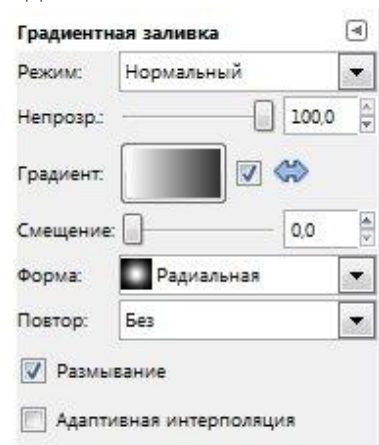 Градиентная заливка
Режим: Нормальный
Непрозр.: 100,0
Градиент:
Смещение: 0,0
Форма: Радиальная
Повтор: Без
Размывание
Адаптивная интерполяция